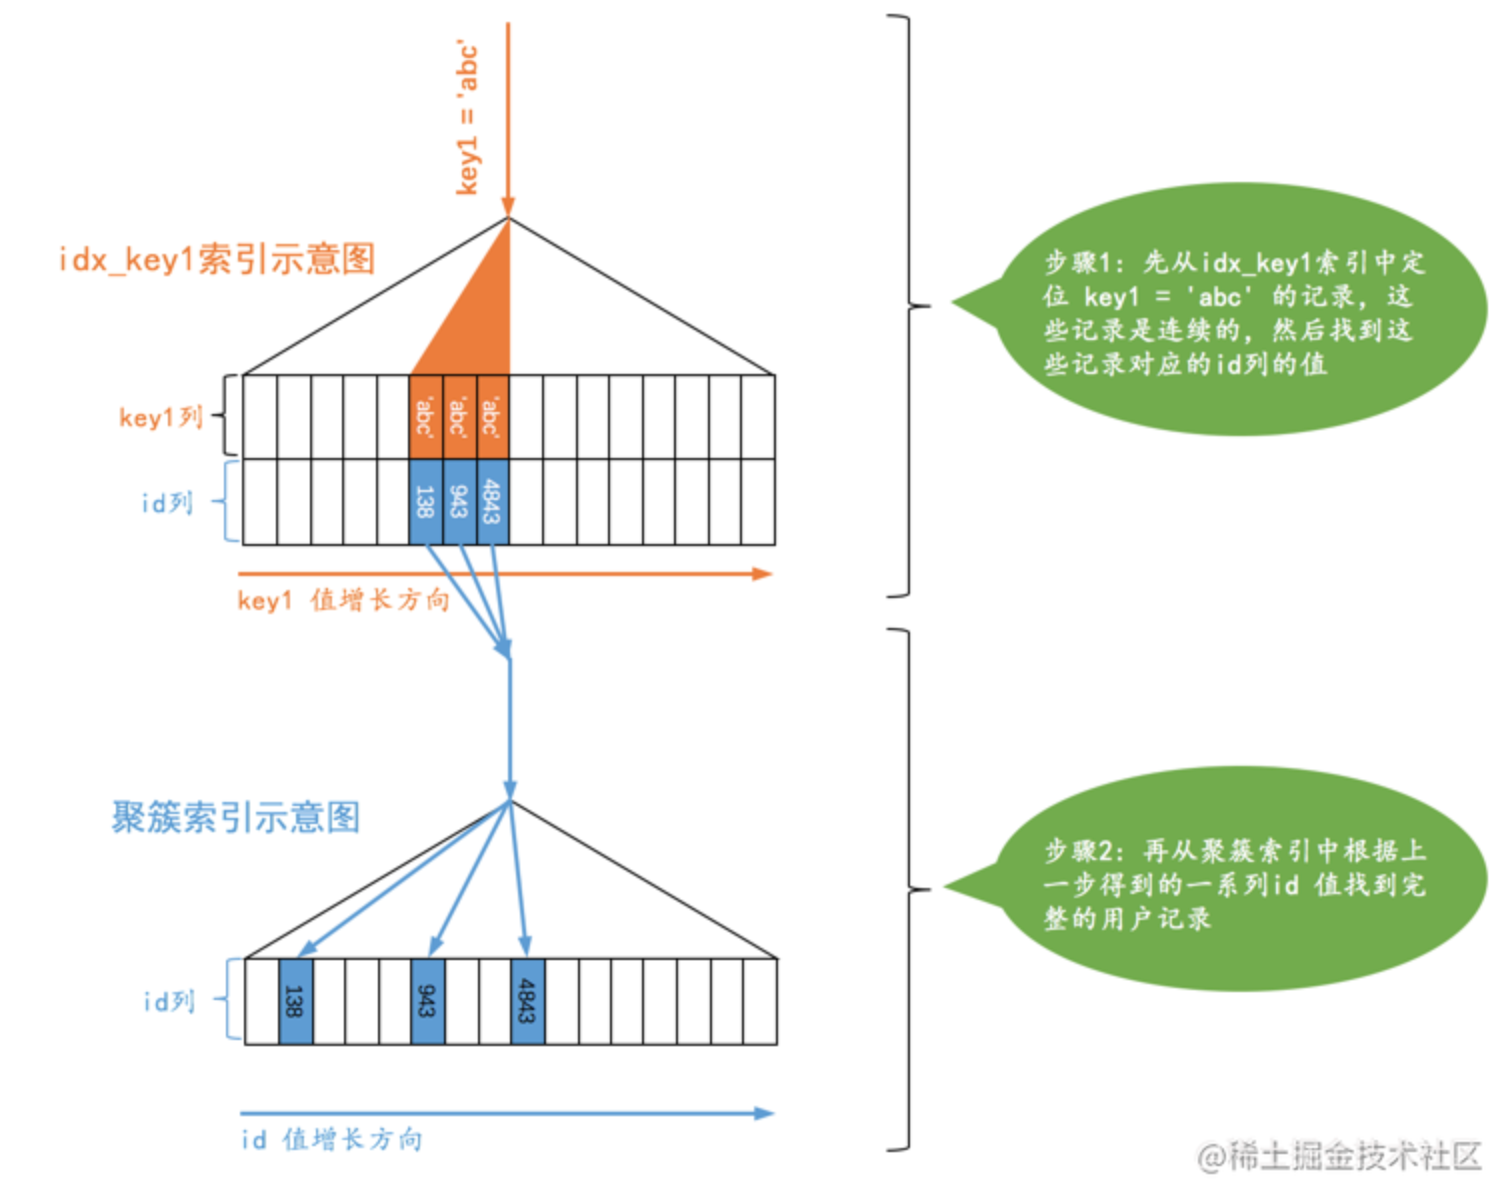 key1 = 'abc'
idx_key1索引示意图
key1列
'abc'
'abc'
'abc'
id列
138
943
4843
key1 值增长方向
步骤1: 先从idx_key1索引中定
位 key1 = 'abc' 的记录, 这
些记录是连续的, 然后找到这
些记录对应的id列的值
聚簇索引示意图
id列
138
943
4843
id 值增长方向
步骤2: 再从聚簇索引中根据上
一步得到的一系列id 值找到完
整的用户记录
@稀土掘金技术社区